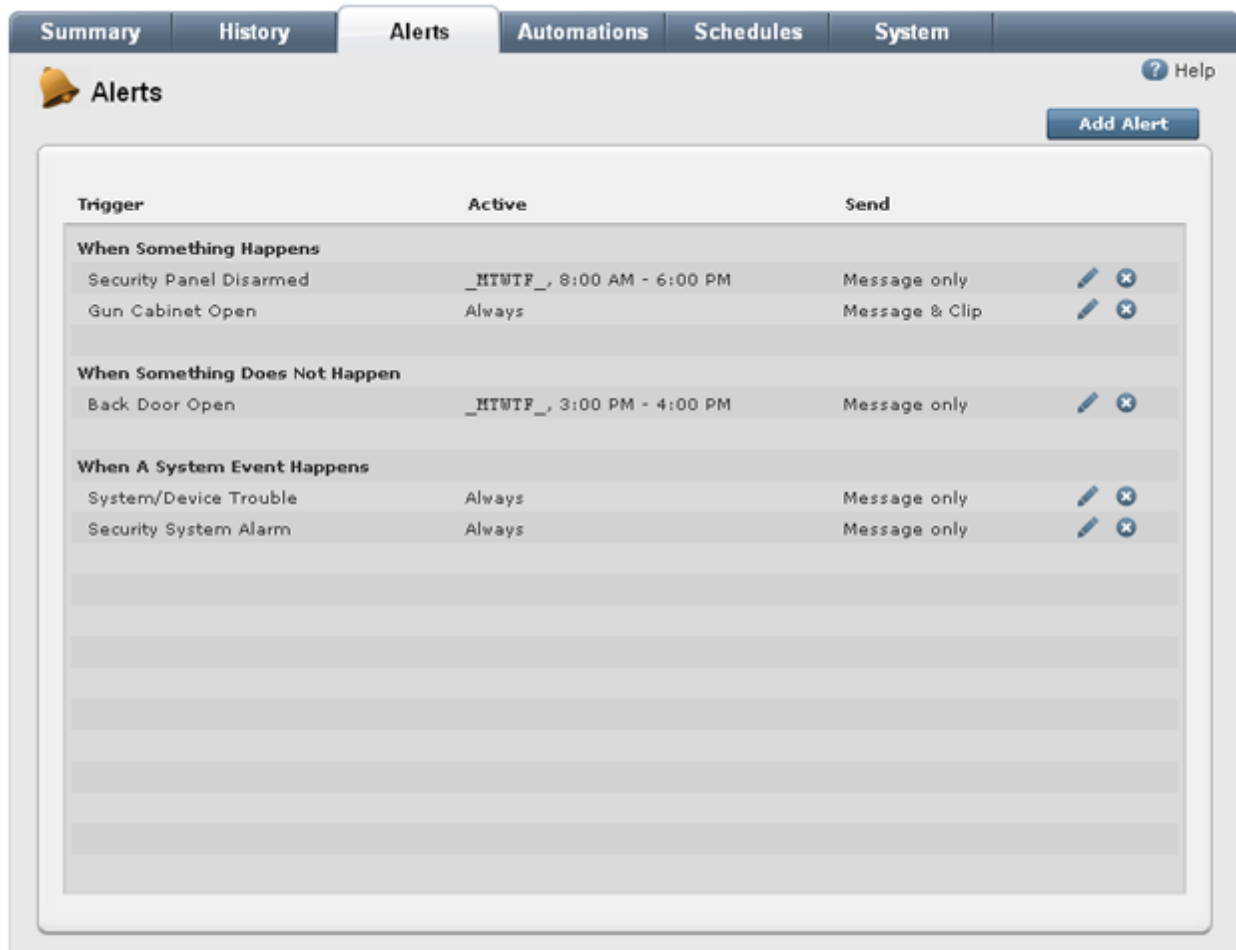 Summary History Alerts Automations Schedules System
? Help
Alerts
Add Alert
Trigger Active Send
When Something Happens
Security Panel Disarmed _MTWTF_, 8:00 AM - 6:00 PM Message only
Gun Cabinet Open Always Message & Clip
When Something Does Not Happen
Back Door Open _MTWTF_, 3:00 PM - 4:00 PM Message only
When A System Event Happens
System/Device Trouble Always Message only
Security System Alarm Always Message only